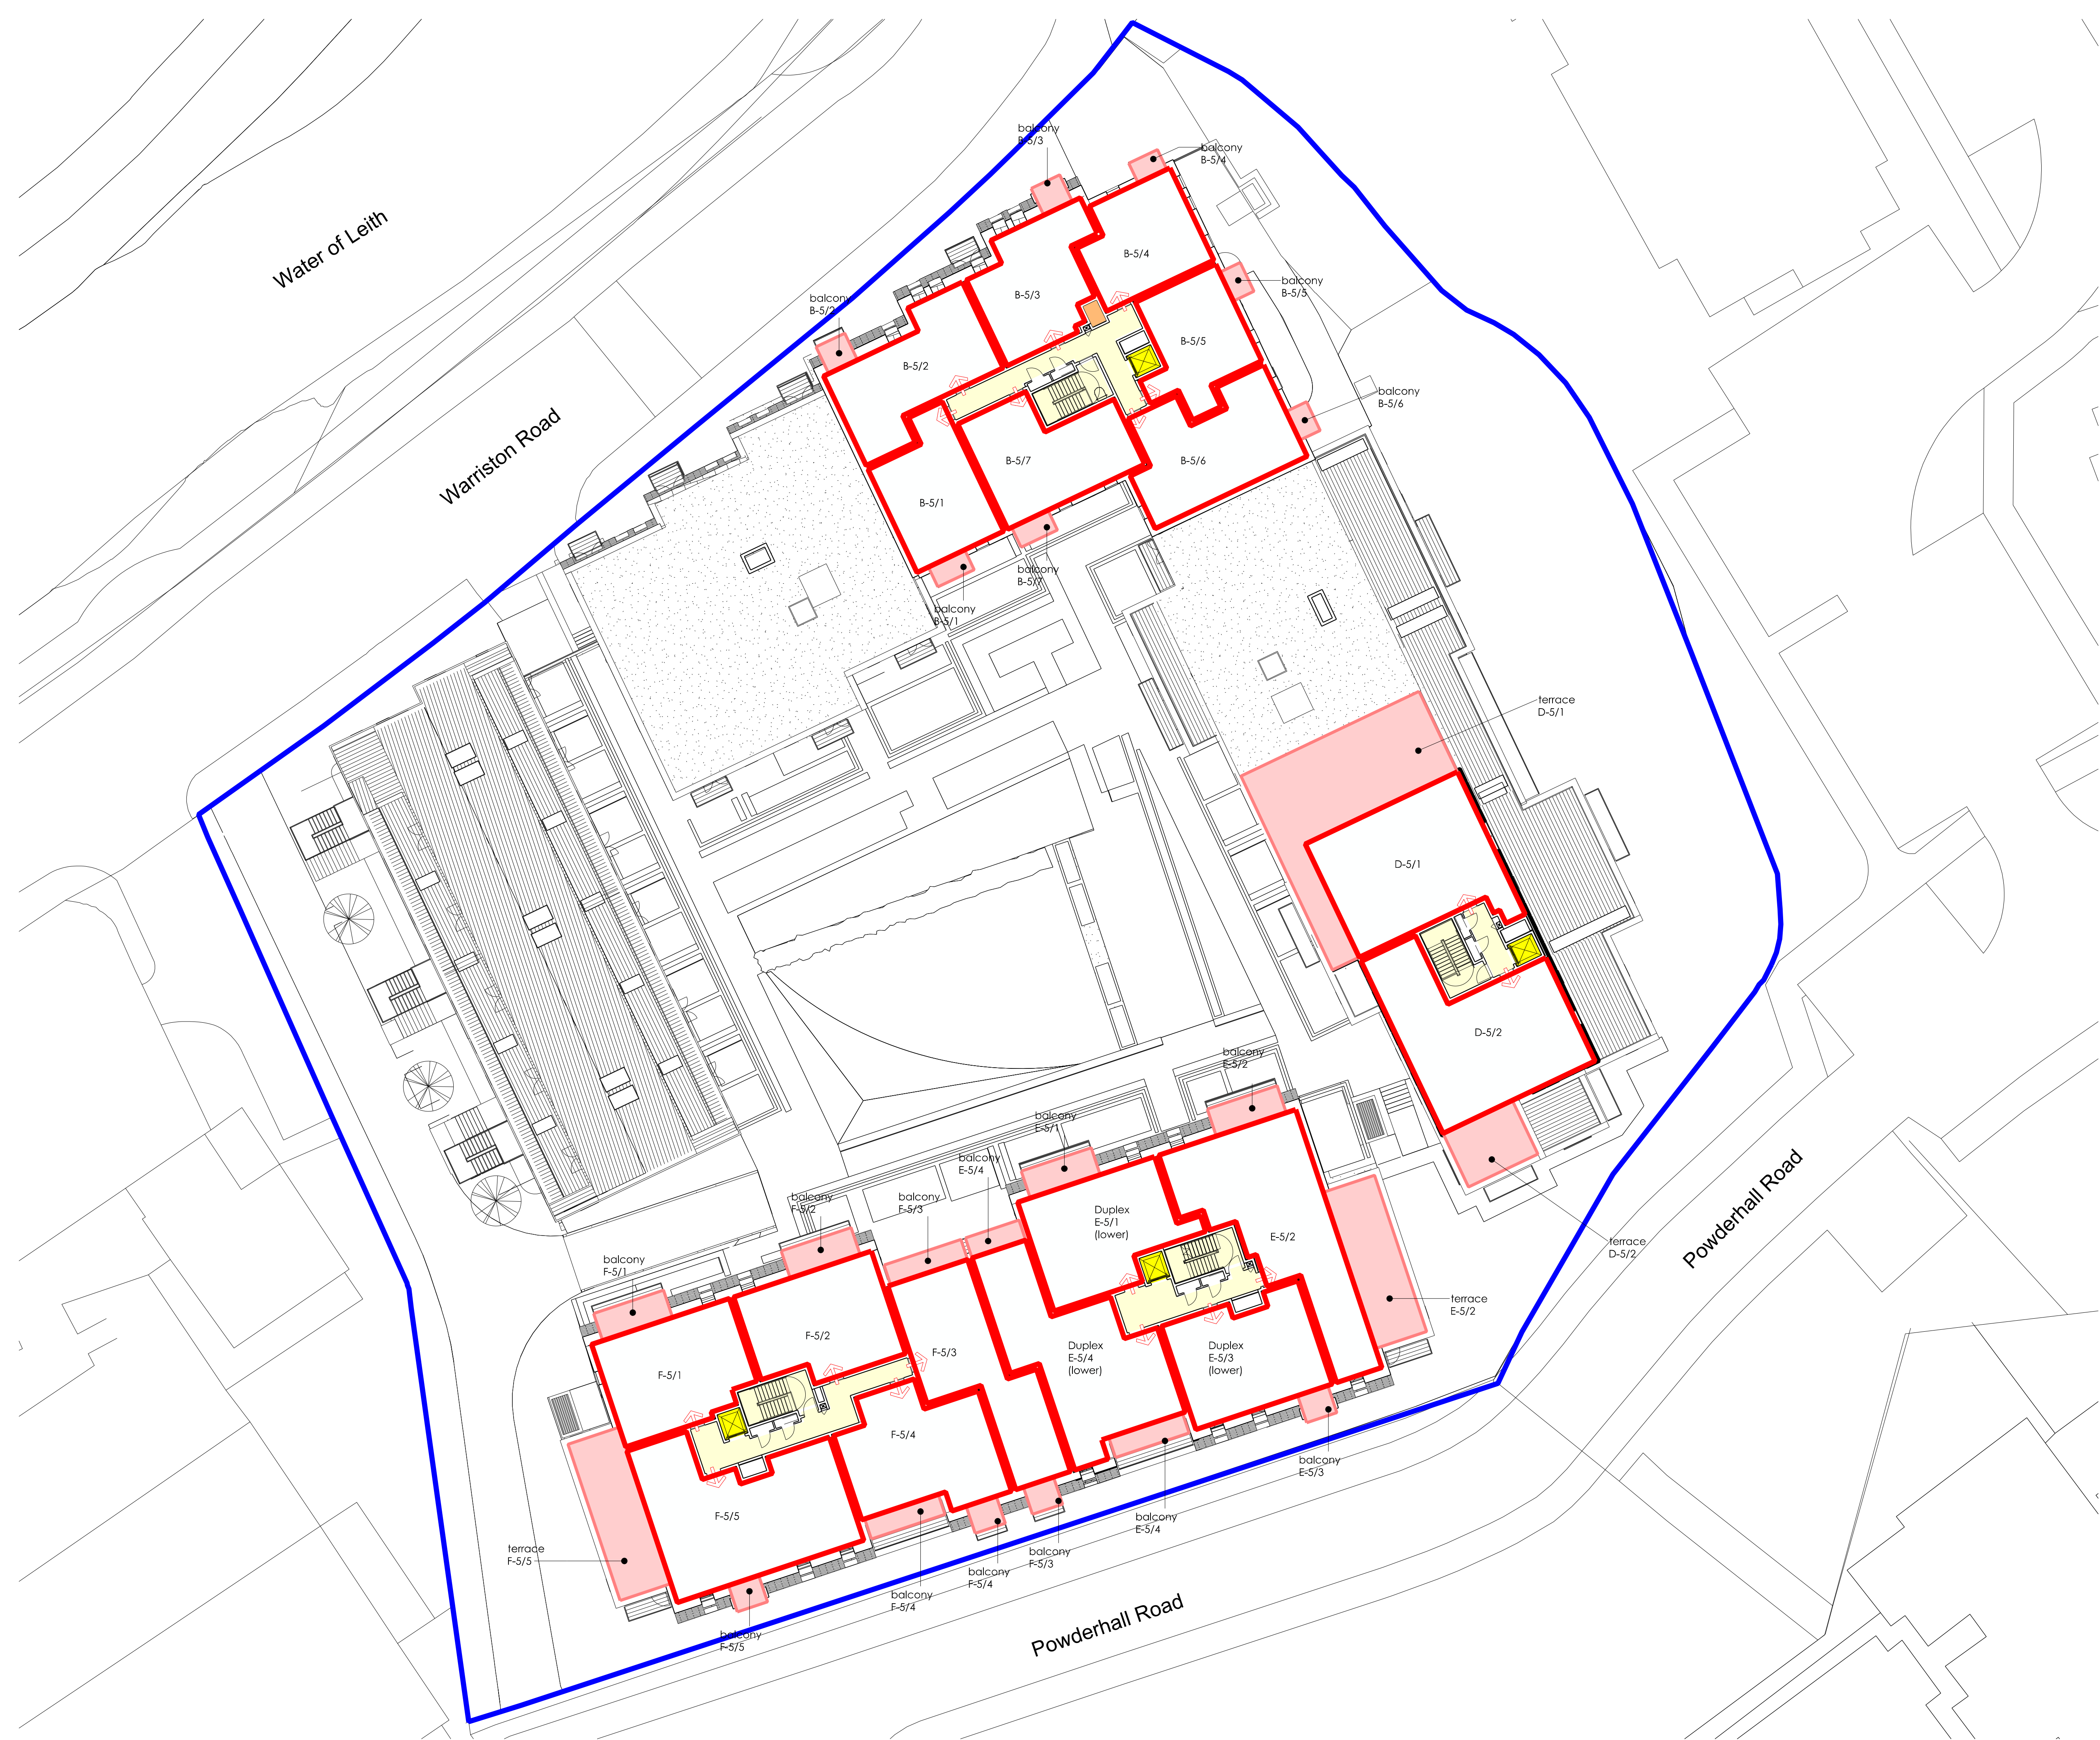 balcony
B-5/3
balcony
B-5/4
Water of Leith
B-5/4
balcony
B-5/5
B-5/3
balcony
B-5/2
B-5/5
B-5/2
balcony
B-5/6
Warriston Road
B-5/7
B-5/6
B-5/1
balcony
B-5/7
balcony
B-5/1
terrace
D-5/1
D-5/1
D-5/2
balcony
E-5/2
balcony
E-5/1
balcony
E-5/4
balcony
F-5/2
balcony
F-5/3
Duplex
E-5/1
(lower)
E-5/2
terrace
D-5/2
Powderhall Road
balcony
F-5/1
terrace
E-5/2
F-5/2
F-5/3
Duplex
E-5/4
(lower)
Duplex
E-5/3
(lower)
F-5/1
F-5/4
balcony
E-5/3
F-5/5
balcony
E-5/4
terrace
F-5/5
balcony
F-5/3
balcony
F-5/4
balcony
F-5/4
balcony
F-5/5
Powderhall Road